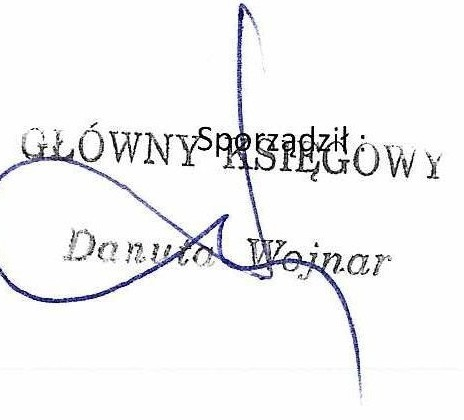 Sporządził :
GŁÓWNY KSIĘGOWY
Danuta Wojnar